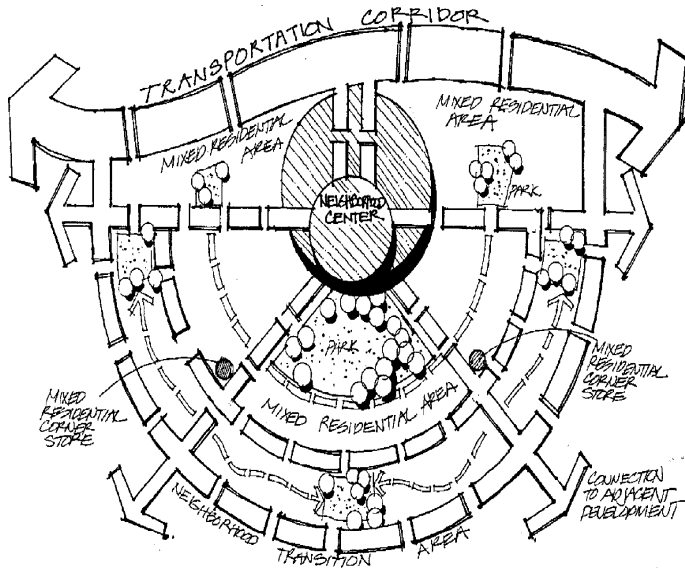 TRANSPORTATION CORRIDOR
MIXED RESIDENTIAL
AREA
MIXED RESIDENTIAL
AREA
PARK
NEIGHBORHOOD
CENTER
PARK
MIXED
RESIDENTIAL
CORNER
STORE
MIXED
RESIDENTIAL
CORNER
STORE
MIXED RESIDENTIAL AREA
CONNECTION
TO ADJACENT
DEVELOPMENT
NEIGHBORHOOD TRANSITION AREA